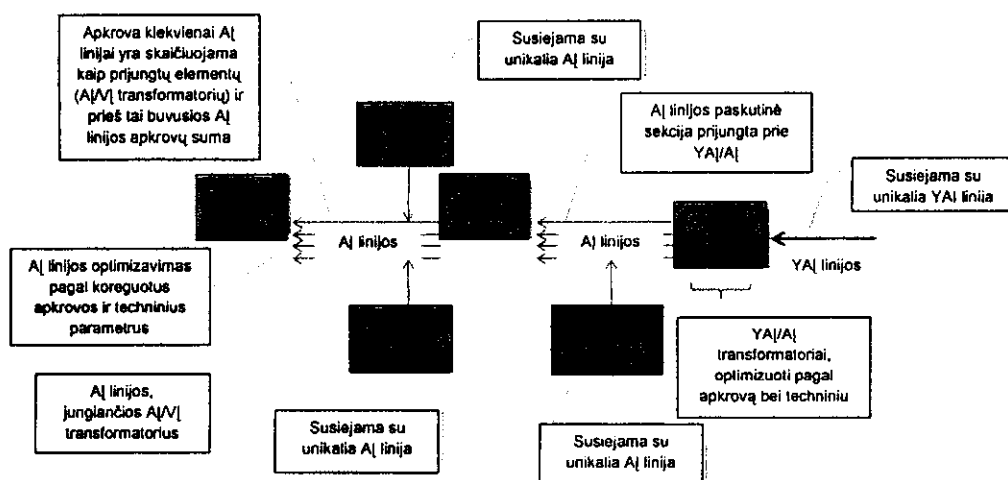 Apkrova kiekvienai AĮ
linijai yra skaičiuojama
kaip prijungtų elementų
(AĮ/VĮ transformatorių) ir
prieš tai buvusios AĮ
linijos apkrovų suma
Susiejama su
unikalia AĮ linija
AĮ linijos paskutinė
sekcija prijungta prie
YAĮ/AĮ
Susiejama su
unikalia YAĮ linija
AĮ linijos
AĮ linijos
YAĮ linijos
AĮ linijos optimizavimas
pagal koreguotus
apkrovos ir techninius
parametrus
YAĮ/AĮ
transformatoriai,
optimizuoti pagal
apkrovą bei techniniu
AĮ linijos,
jungiančios AĮ/VĮ
transformatorius
Susiejama su
unikalia AĮ linija
Susiejama su
unikalia AĮ linija